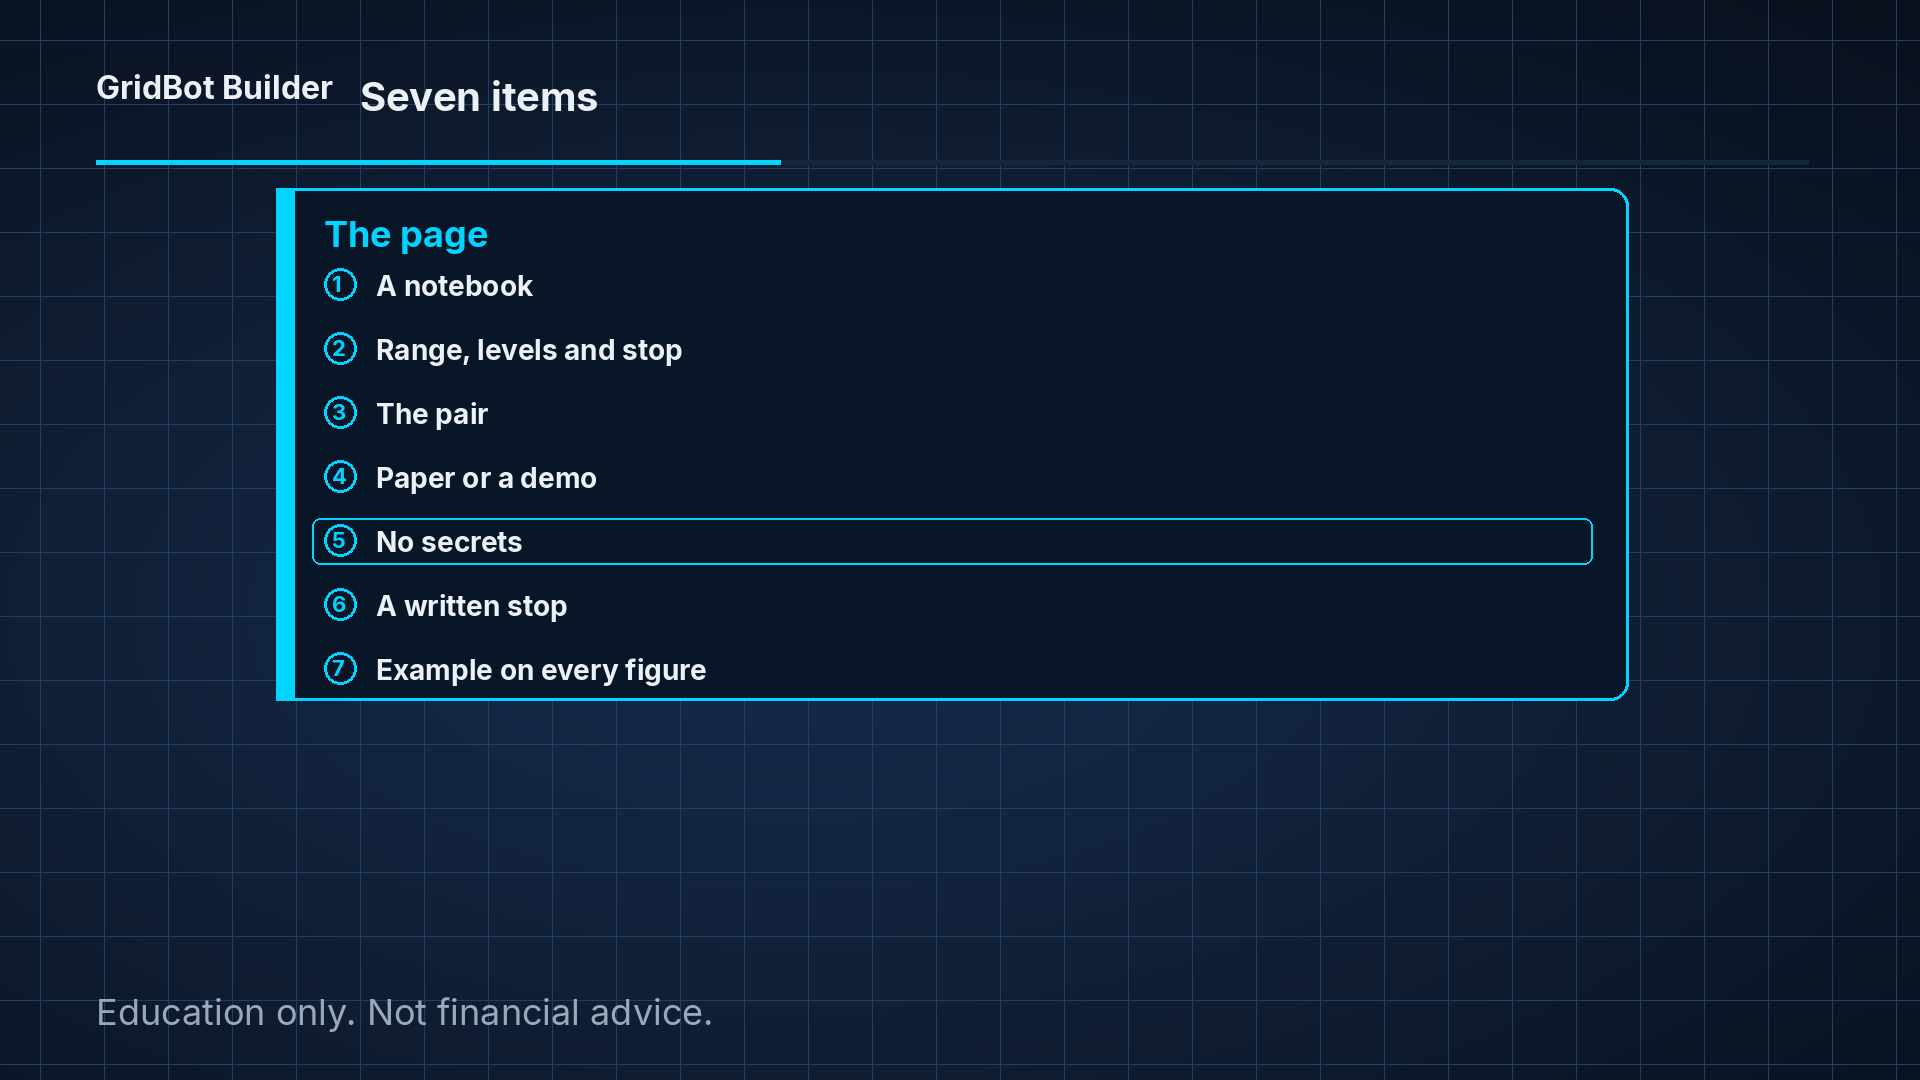 GridBot Builder
Seven items
The page
1 A notebook
2 Range, levels and stop
3 The pair
4 Paper or a demo
5 No secrets
6 A written stop
7 Example on every figure
Education only. Not financial advice.